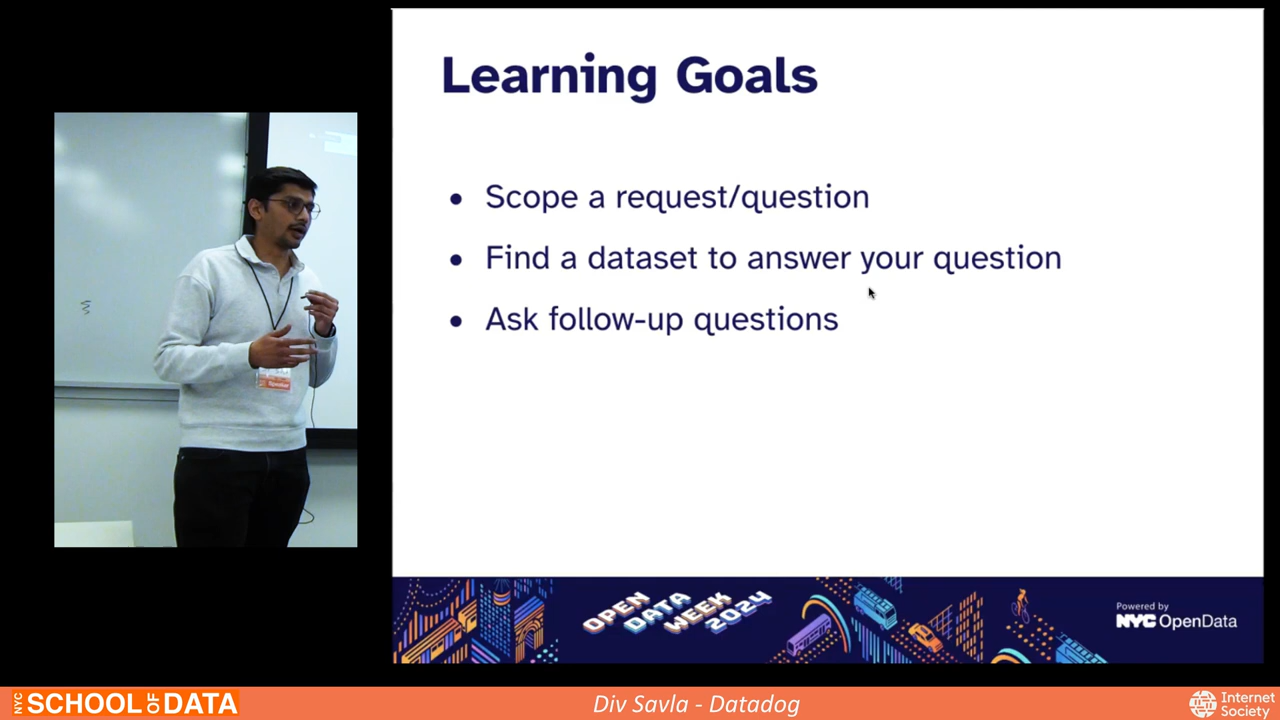 Learning Goals
• Scope a request/question
• Find a dataset to answer your question
• Ask follow-up questions
Speaker
OPEN
DATA
WEEK
2024
Powered by
NYC OpenData
NYC SCHOOL OF DATA
Div Savla - Datadog
Internet
Society